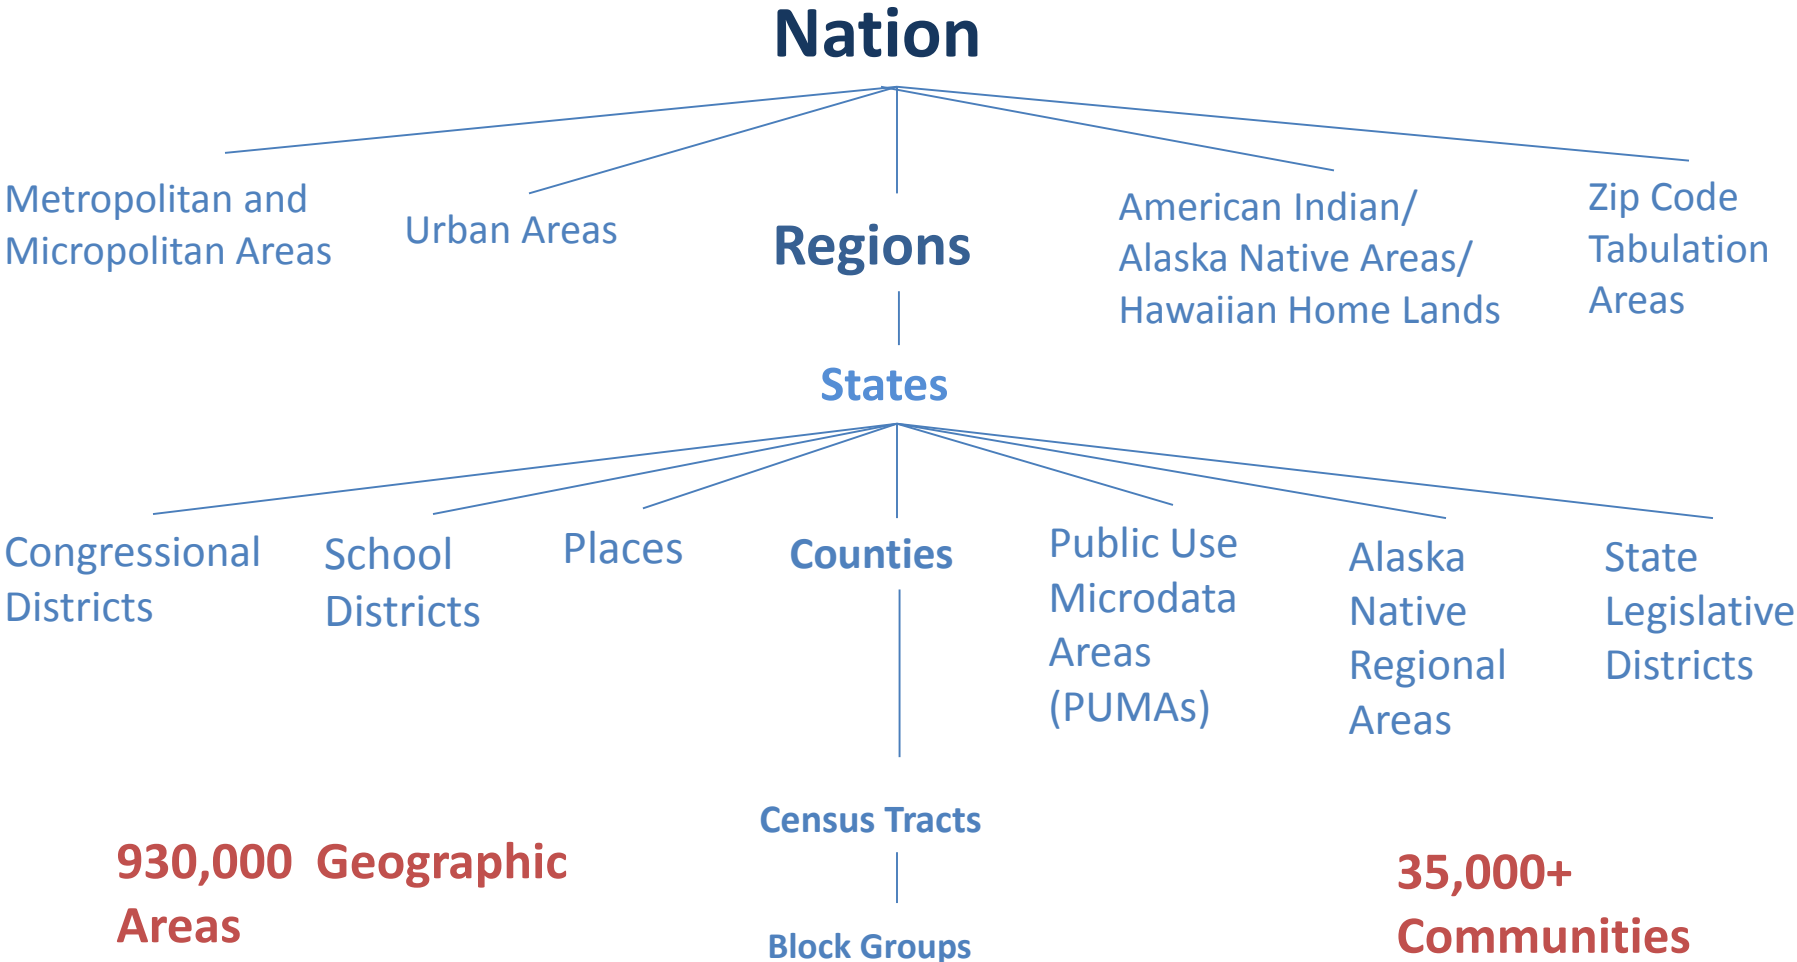 Nation
Metropolitan and
Micropolitan Areas
Urban Areas
Regions
American Indian/
Alaska Native Areas/
Hawaiian Home Lands
Zip Code
Tabulation
Areas
States
Congressional
Districts
School
Districts
Places
Counties
Public Use
Microdata
Areas
(PUMAs)
Alaska
Native
Regional
Areas
State
Legislative
Districts
Census Tracts
930,000 Geographic
Areas
Block Groups
35,000+
Communities